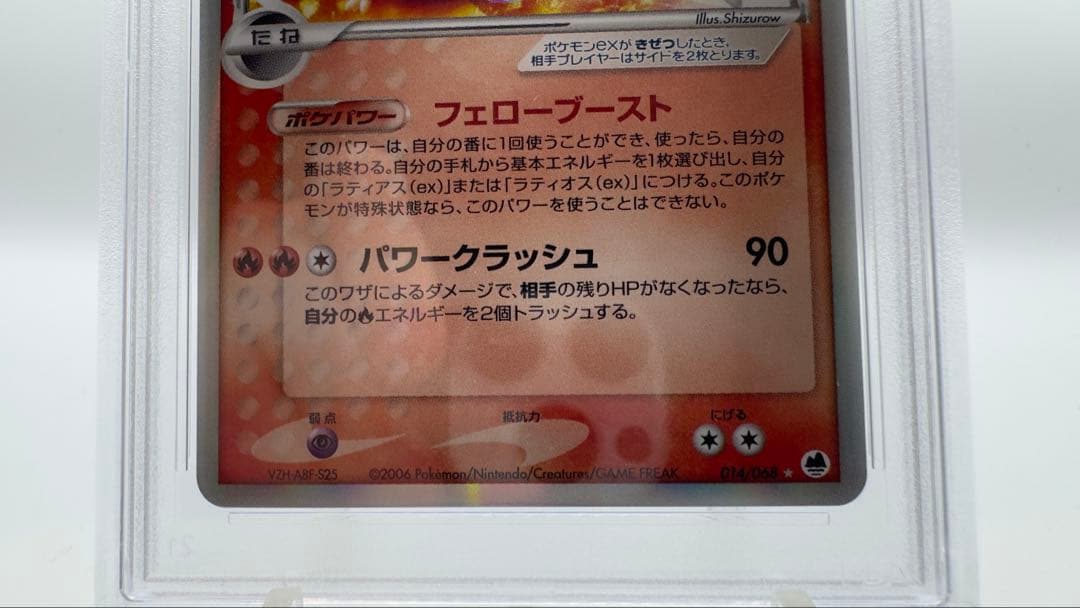 Illus.Shizurow
たね
ポケモンexが きぜつしたとき、
相手プレイヤーはサイドを2枚とります。
ポケパワー フェローブースト
このパワーは、自分の番に1回使うことができ、使ったら、自分の
番は終わる。自分の手札から基本エネルギーを1枚選び出し、自分
の「ラティアス(ex)」または「ラティオス(ex)」につける。このポケ
モンが特殊状態なら、このパワーを使うことはできない。
パワークラッシュ 90
このワザによるダメージで、相手の残りHPがなくなったなら、
自分のエネルギーを2個トラッシュする。
弱点 抵抗力 にげる
VZH-ABF-S25 ©2006 Pokémon/Nintendo/Creatures/GAME FREAK 014/068 ★